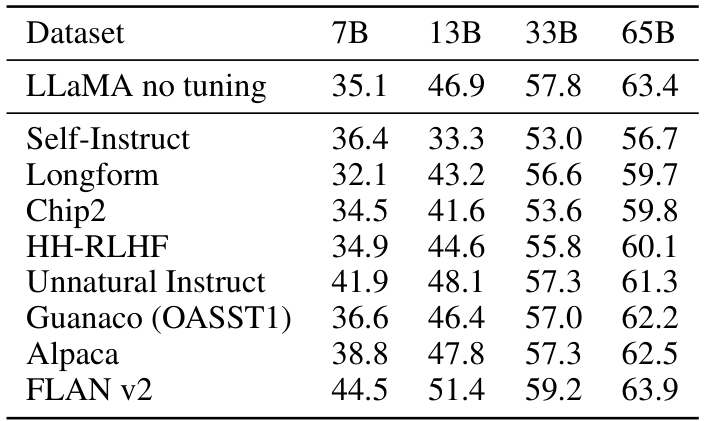 Dataset 7B 13B 33B 65B
LLaMA no tuning 35.1 46.9 57.8 63.4
Self-Instruct 36.4 33.3 53.0 56.7
Longform 32.1 43.2 56.6 59.7
Chip2 34.5 41.6 53.6 59.8
HH-RLHF 34.9 44.6 55.8 60.1
Unnatural Instruct 41.9 48.1 57.3 61.3
Guanaco (OASST1) 36.6 46.4 57.0 62.2
Alpaca 38.8 47.8 57.3 62.5
FLAN v2 44.5 51.4 59.2 63.9